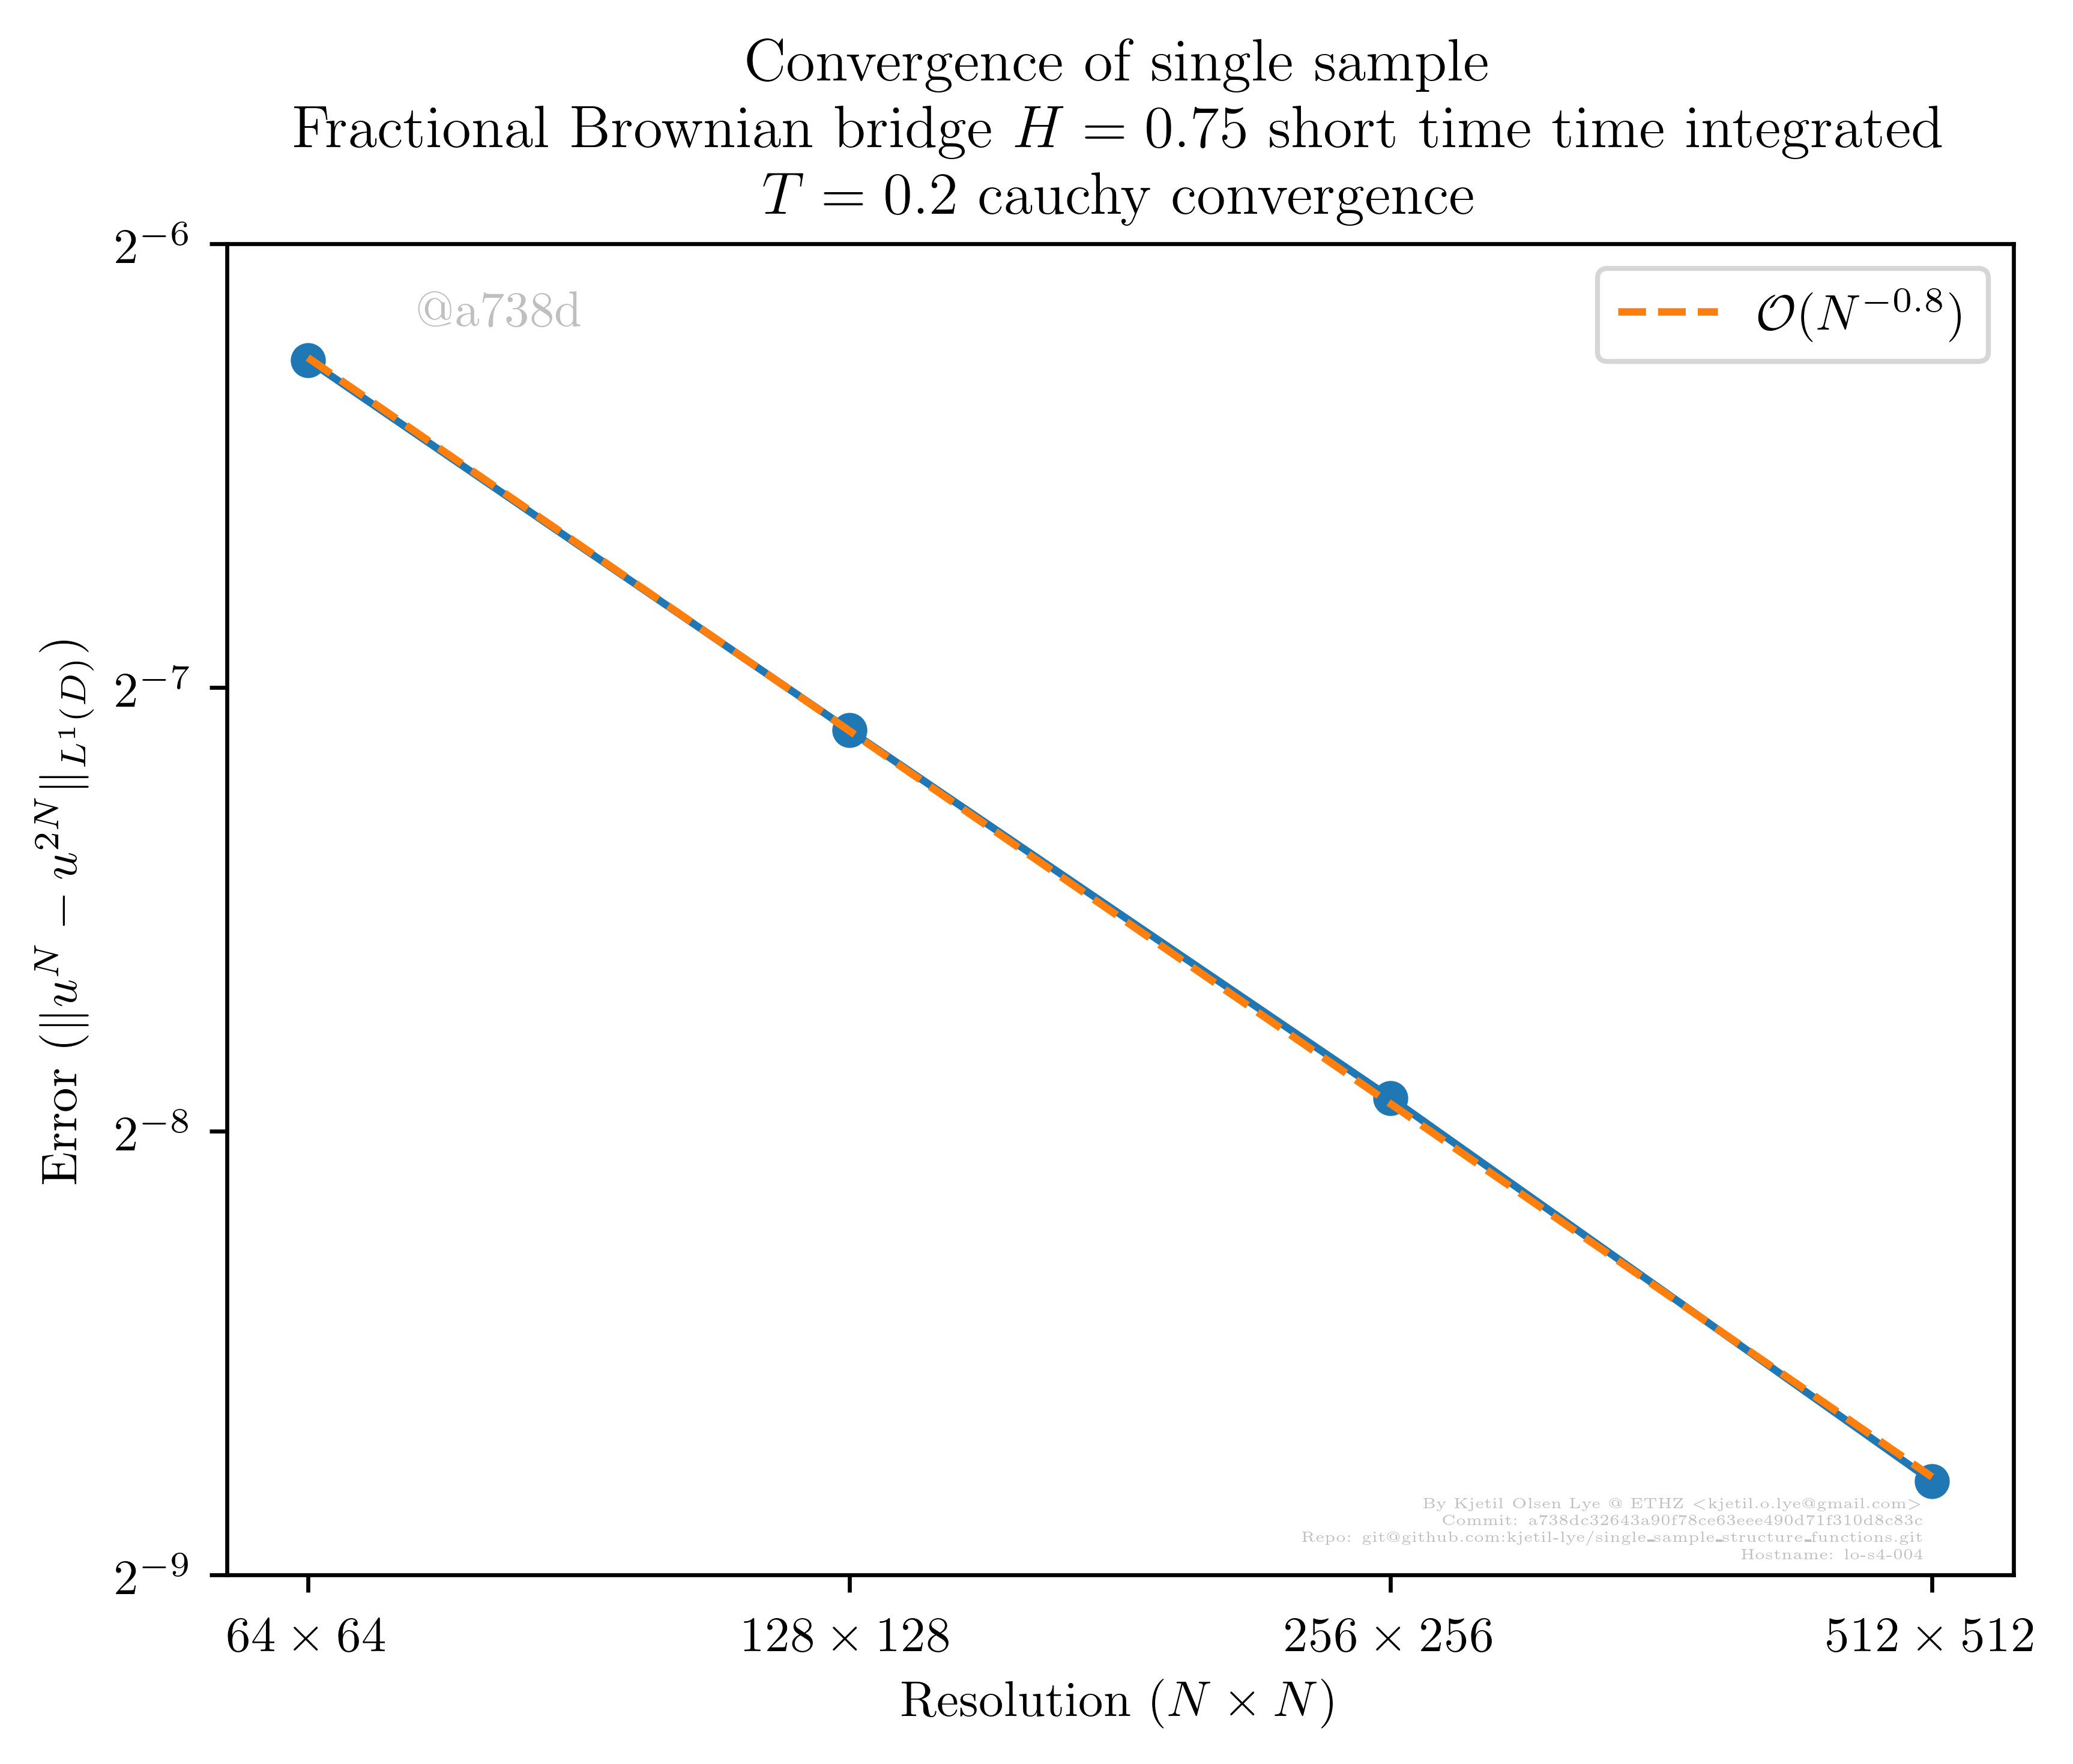 Convergence of single sample
Fractional Brownian bridge H = 0.75 short time time integrated
T = 0.2 cauchy convergence
2^{-6}
@a738d
𝒪(N^{-0.8})
2^{-7}
Error (||u^N − u^{2N}||_{L^1(D)})
2^{-8}
By Kjetil Olsen Lye @ ETHZ <kjetil.o.lye@gmail.com>
Commit: a738dc32643a90f78ce63eee490d71f310d8c83c
Repo: git@github.com:kjetil-lye/single_sample_structure_functions.git
Hostname: lo-s4-004
2^{-9}
64 × 64 128 × 128 256 × 256 512 × 512
Resolution (N × N)